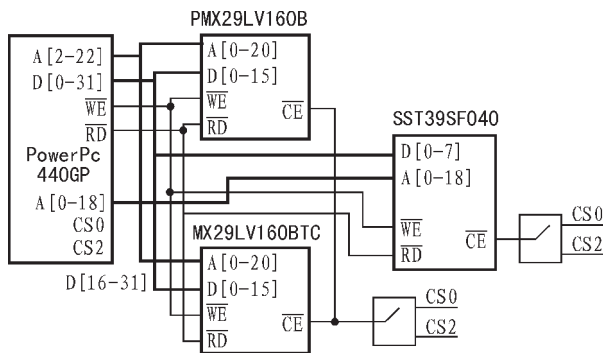 PMX29LV160B
A[2-22]
D[0-31]
WE
RD
PowerPc
440GP
A[0-18]
CS0
CS2
A[0-20]
D[0-15]
WE
RD
CE
SST39SF040
D[0-7]
A[0-18]
WE
RD
CE
CS0
CS2
MX29LV160BTC
D[16-31]
A[0-20]
D[0-15]
WE
RD
CE
CS0
CS2